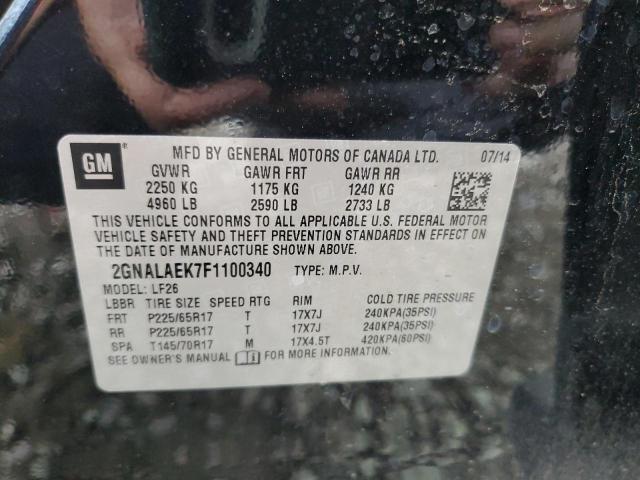 GM
MFD BY GENERAL MOTORS OF CANADA LTD. 07/14
GVWR GAWR FRT GAWR RR
2250 KG 1175 KG 1240 KG
4960 LB 2590 LB 2733 LB
THIS VEHICLE CONFORMS TO ALL APPLICABLE U.S. FEDERAL MOTOR
VEHICLE SAFETY AND THEFT PREVENTION STANDARDS IN EFFECT ON
THE DATE OF MANUFACTURE SHOWN ABOVE.
2GNALAEK7F1100340 TYPE: M.P.V.
MODEL: LF26
LBBR TIRE SIZE SPEED RTG RIM COLD TIRE PRESSURE
FRT P225/65R17 T 17X7J 240KPA(35PSI)
RR P225/65R17 T 17X7J 240KPA(35PSI)
SPA T145/70R17 M 17X4.5T 420KPA(60PSI)
SEE OWNER'S MANUAL FOR MORE INFORMATION.